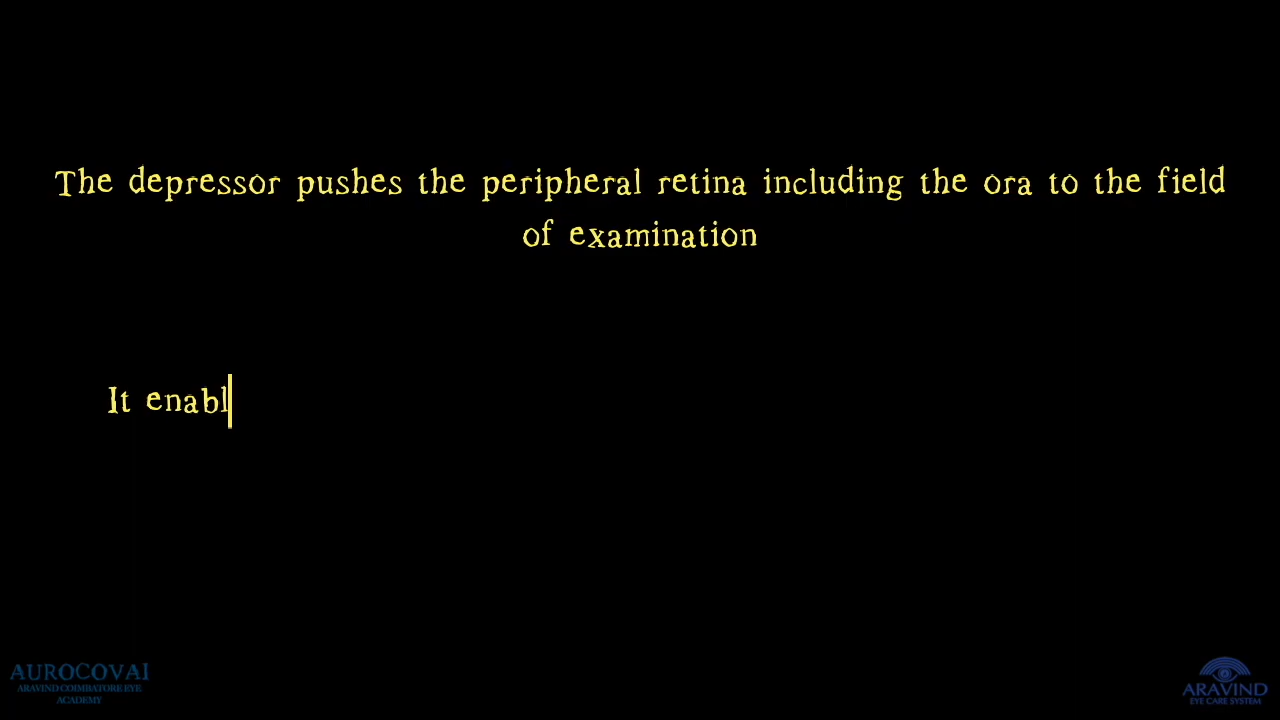 The depressor pushes the peripheral retina including the ora to the field
of examination
It enabl
AUROCOVAI
ARAVIND COIMBATORE EYE
ACADEMY
ARAVIND
EYE CARE SYSTEM